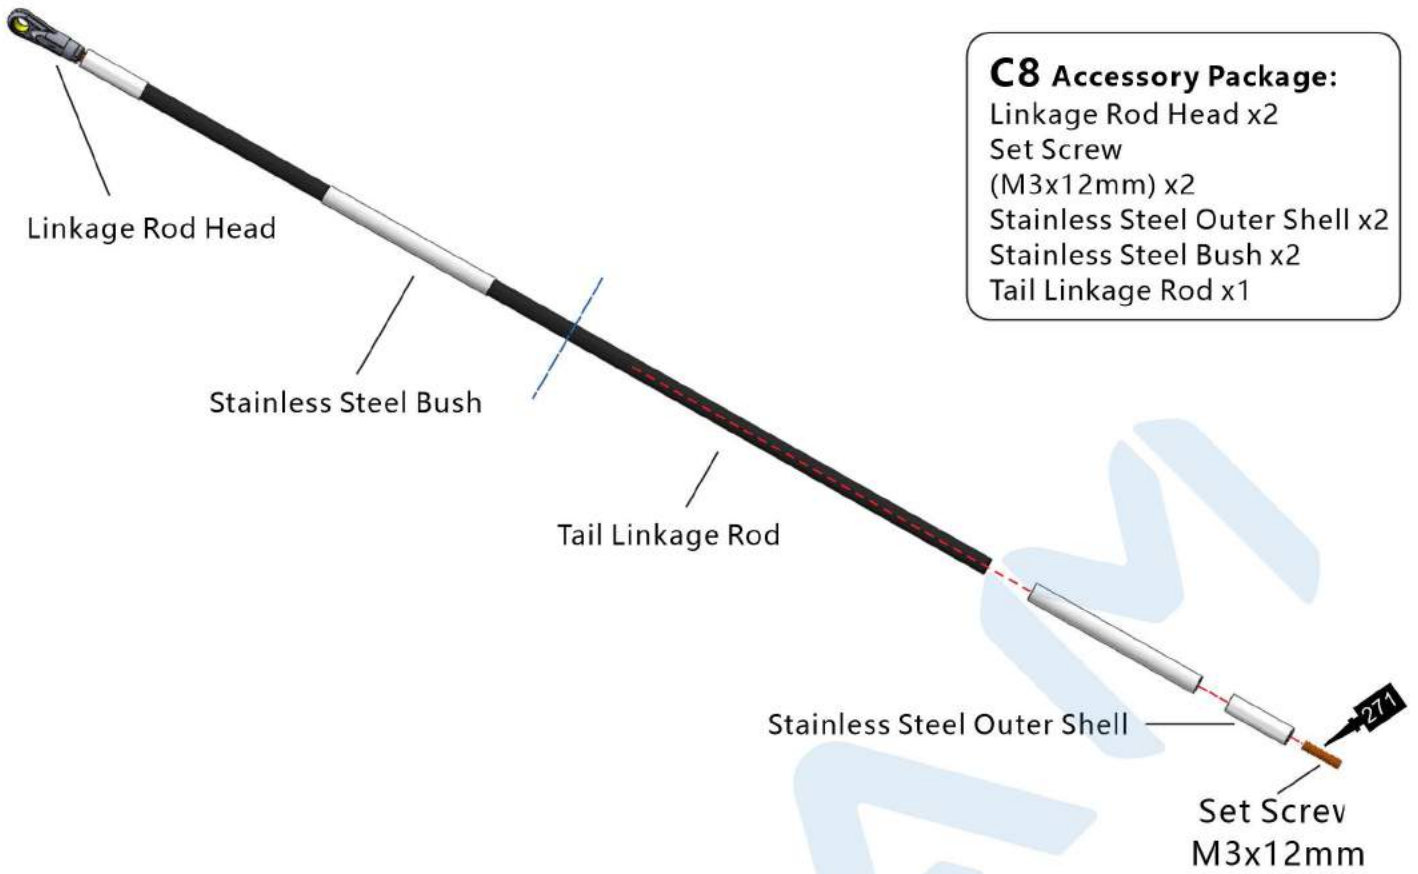 C8 Accessory Package:
Linkage Rod Head x2
Set Screw
(M3x12mm) x2
Stainless Steel Outer Shell x2
Stainless Steel Bush x2
Tail Linkage Rod x1
Linkage Rod Head
Stainless Steel Bush
Tail Linkage Rod
Stainless Steel Outer Shell
271
Set Screw
M3x12mm